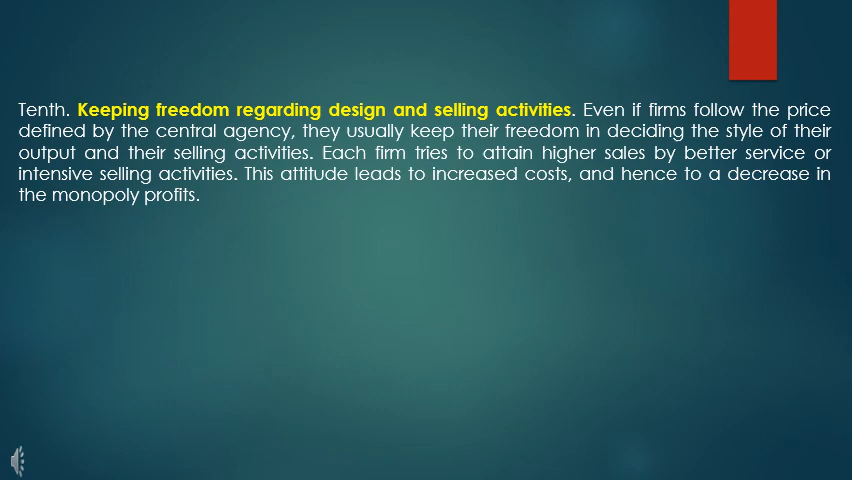 Tenth. Keeping freedom regarding design and selling activities. Even if firms follow the price
defined by the central agency, they usually keep their freedom in deciding the style of their
output and their selling activities. Each firm tries to attain higher sales by better service or
intensive selling activities. This attitude leads to increased costs, and hence to a decrease in
the monopoly profits.